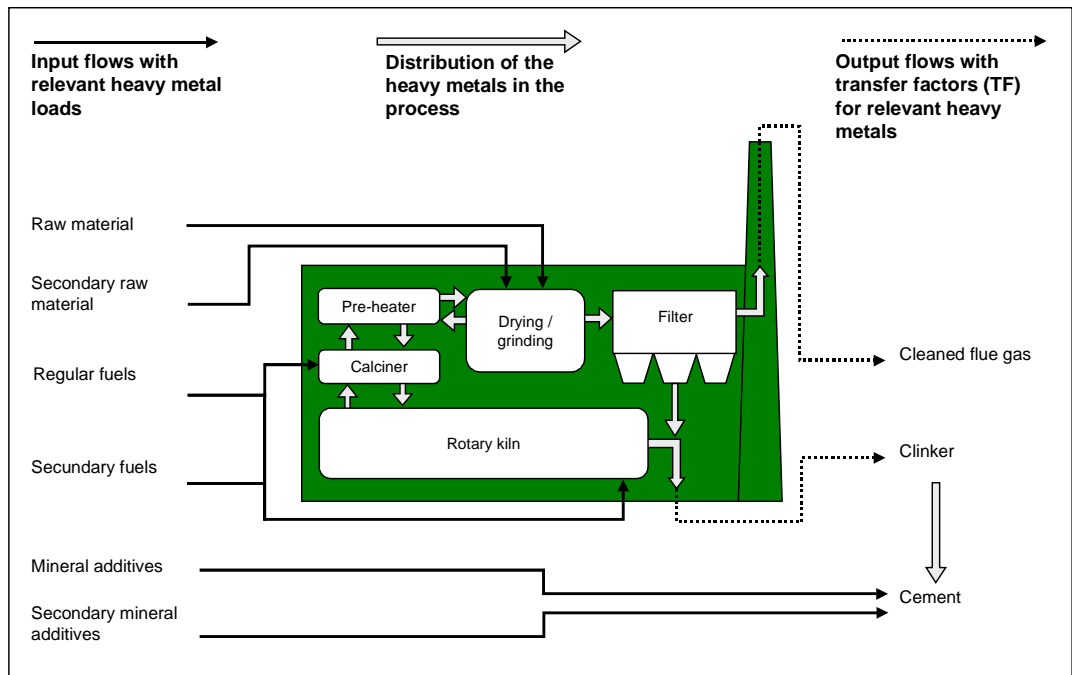 Input flows with
relevant heavy metal
loads
Distribution of the
heavy metals in the
process
Output flows with
transfer factors (TF)
for relevant heavy
metals
Raw material
Secondary raw
material
Pre-heater
Drying /
grinding
Filter
Calciner
Cleaned flue gas
Regular fuels
Rotary kiln
Clinker
Secundary fuels
Mineral additives
Cement
Secondary mineral
additives